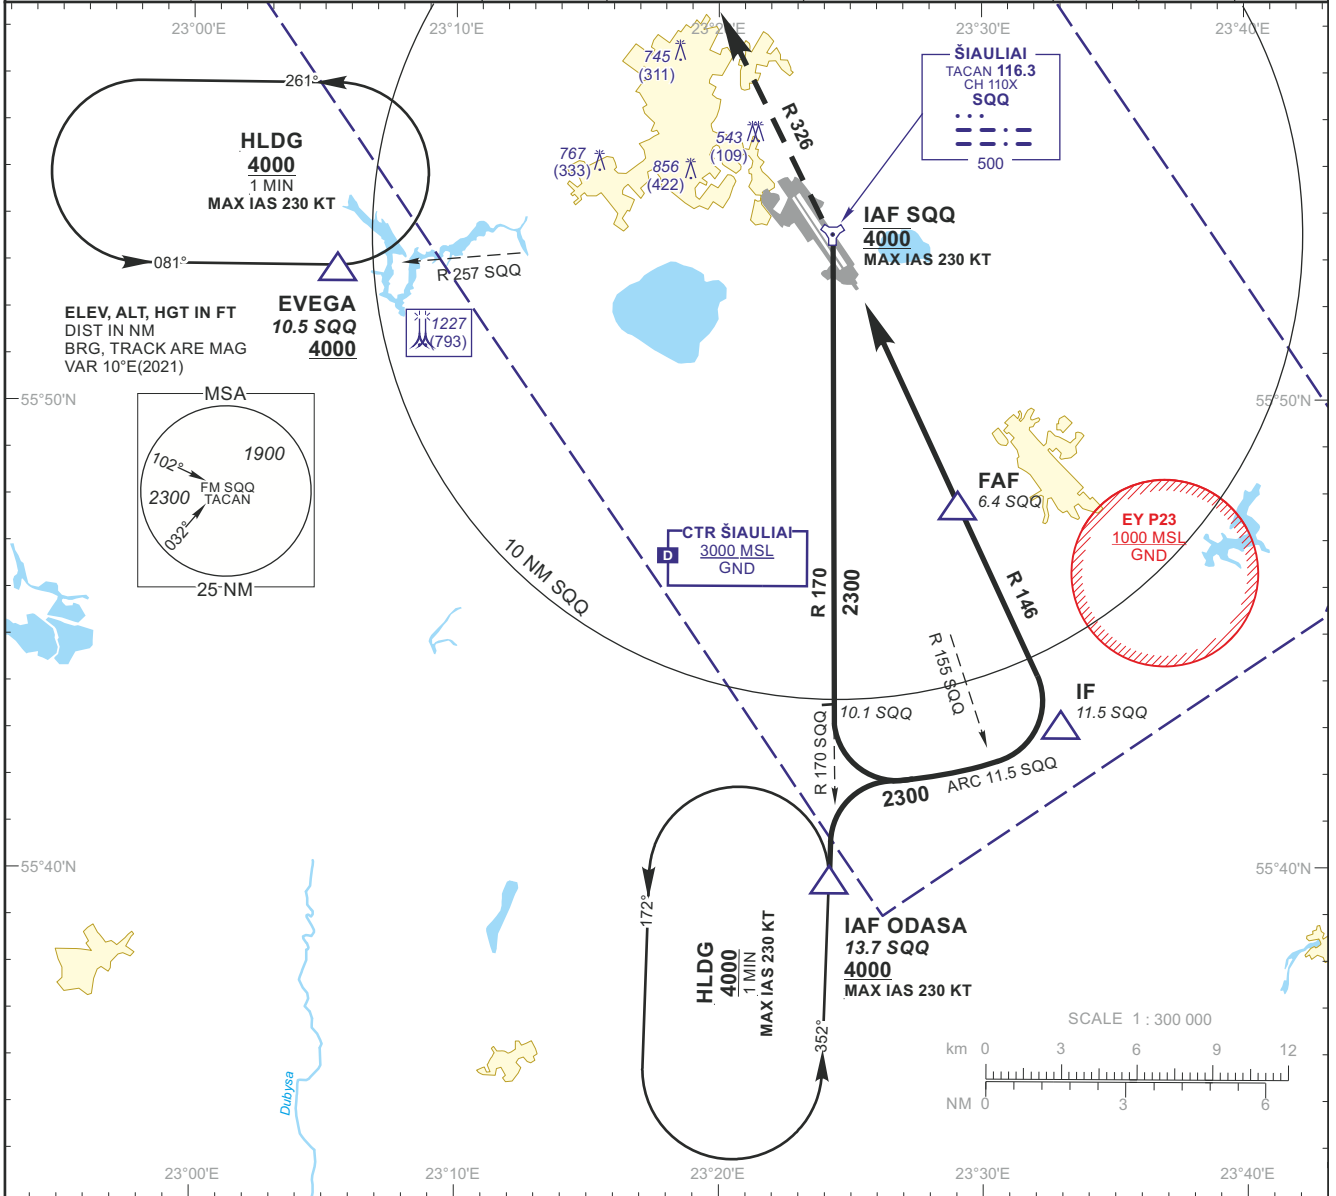 23°00'E
23°10'E
23°2 'E
23°30'E
23°40'E
745
(311)
261°
HLDG
4000
1 MIN
MAX IAS 230 KT
081°
767
(333)
856
(422)
543
(109)
R 326
ŠIAULIAI
TACAN 116.3
CH 110X
SQQ
500
IAF SQQ
4000
MAX IAS 230 KT
R 257 SQQ
EVEGA
10.5 SQQ
4000
1227
(793)
ELEV, ALT, HGT IN FT
DIST IN NM
BRG, TRACK ARE MAG
VAR 10°E(2021)
55°50'N
55°50'N
MSA
102°
1900
2300
FM SQQ
TACAN
032°
25 NM
FAF
6.4 SQQ
EY P23
1000 MSL
GND
CTR ŠIAULIAI
D
3000 MSL
GND
10 NM SQQ
R 170
2300
R 146
R 155 SQQ
IF
11.5 SQQ
10.1 SQQ
R 170 SQQ
2300
ARC 11.5 SQQ
55°40'N
55°40'N
172°
HLDG
4000
1 MIN
MAX IAS 230 KT
352°
IAF ODASA
13.7 SQQ
4000
MAX IAS 230 KT
Dubysa
SCALE 1 : 300 000
km 0 3 6 9 12
NM 0 3 6
23°00'E
23°10'E
23°20'E
23°30'E
23°40'E